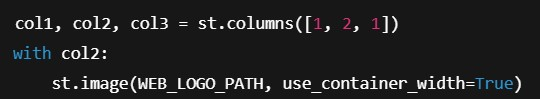 col1, col2, col3 = st.columns([1, 2, 1])
with col2:
    st.image(WEB_LOGO_PATH, use_container_width=True)